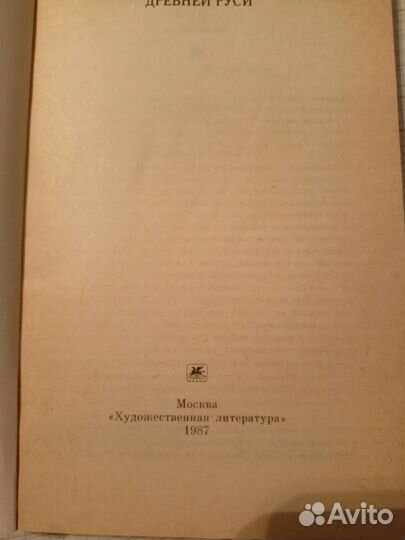 ДРЕВНЕЙ РУСИ
Москва
«Художественная литература»
1987
Avito